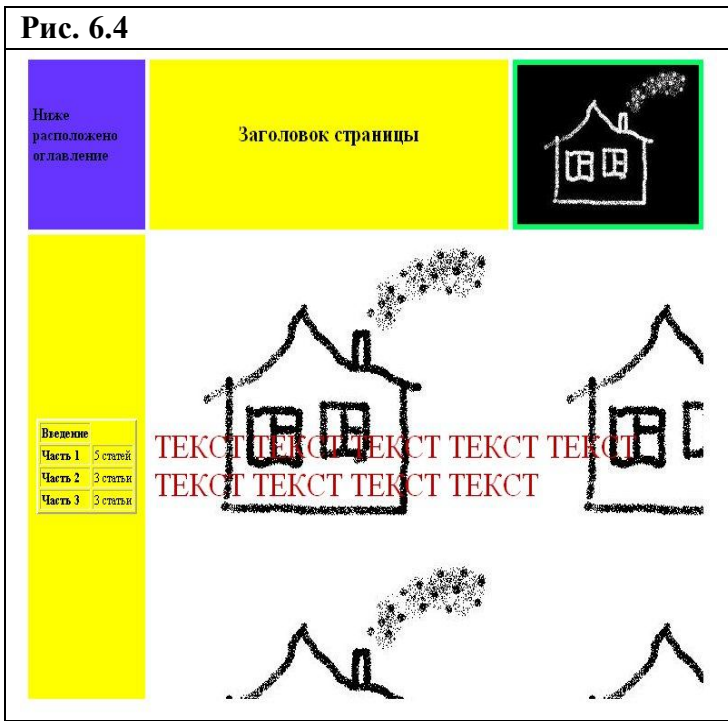 Рис. 6.4
Ниже
расположено
оглавление
Заголовок страницы
Введение
Часть 1 5 статей
Часть 2 3 статьи
Часть 3 3 статьи
ТЕКСТ ТЕКСТ ТЕКСТ ТЕКСТ ТЕКСТ
ТЕКСТ ТЕКСТ ТЕКСТ ТЕКСТ